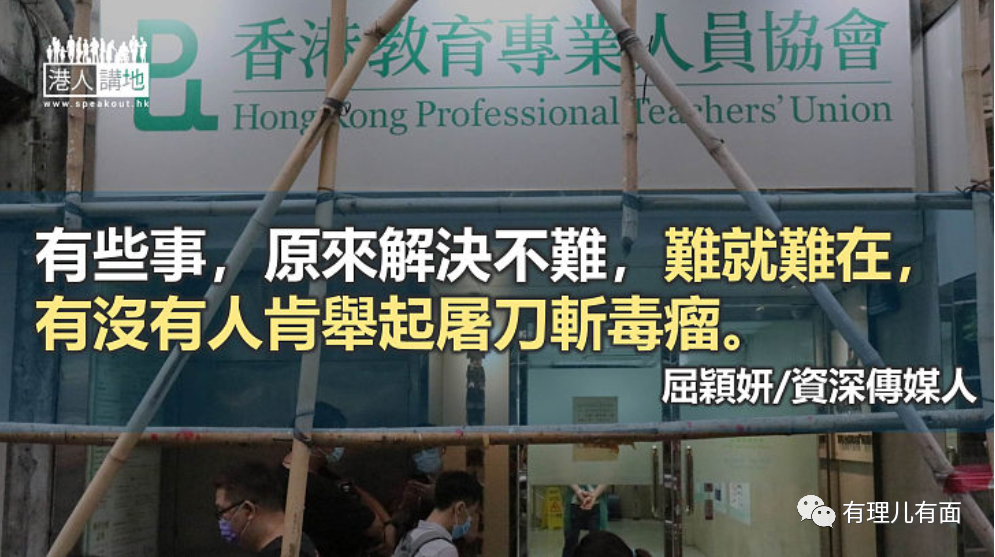 香港教育專業人員協會
Hong Kong Professional Teachers' Union
港人講地
www.speakout.hk
有些事，原來解決不難，難就難在，
有沒有人肯舉起屠刀斬毒瘤。
屈穎妍/資深傳媒人
有理儿有面